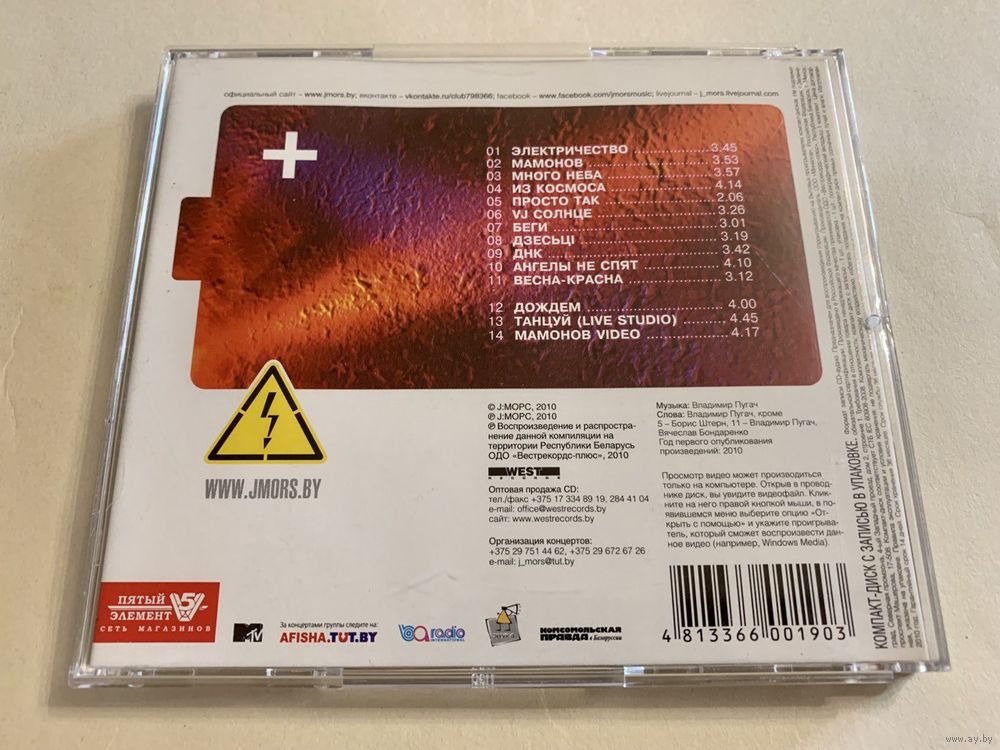 официальный сайт – www.jmors.by; вконтакте – vkontakte.ru/club798366; facebook – www.facebook.com/jmorsmusic; livejournal – j_mors.livejournal.com
01 ЭЛЕКТРИЧЕСТВО 3.45
02 МАМОНОВ 3.53
03 МНОГО НЕБА 3.57
04 ИЗ КОСМОСА 4.14
05 ПРОСТО ТАК 2.06
06 VJ СОЛНЦЕ 3.26
07 БЕГИ 3.01
08 ДЗЕСЬЦI 3.19
09 ДНК 3.42
10 АНГЕЛЫ НЕ СПЯТ 4.10
11 ВЕСНА-КРАСНА 3.12
12 ДОЖДЕМ 4.00
13 ТАНЦУЙ (LIVE STUDIO) 4.45
14 МАМОНОВ VIDEO 4.17
WWW.JMORS.BY
© J:МОРС, 2010
℗ J:МОРС, 2010
℗ Воспроизведение и распростра-
нение данной компиляции на
территории Республики Беларусь
ОДО «Вестрекордс-плюс», 2010
WEST
RECORDS
Оптовая продажа CD:
тел./факс +375 17 334 89 19, 284 41 04
e-mail: office@westrecords.by
сайт: www.westrecords.by
Организация концертов:
+375 29 751 44 62, +375 29 672 67 26
e-mail: j_mors@tut.by
Музыка: Владимир Пугач
Слова: Владимир Пугач, кроме
5 – Борис Штерн, 11 – Владимир Пугач,
Вячеслав Бондаренко
Год первого опубликования
произведений: 2010
Просмотр видео может производиться
только на компьютере. Открыв в провод-
нике диск, вы увидите видеофайл. Клик-
ните на него правой кнопкой мыши, в по-
явившемся меню выберите опцию «От-
крыть с помощью» и укажите проигрыва-
тель, который сможет воспроизвести дан-
ное видео (например, Windows Media).
ПЯТЫЙ
ЭЛЕМЕНТ
СЕТЬ МАГАЗИНОВ
MTV
За концертами группы следите на:
AFISHA.TUT.BY
radio
INTERNATIONAL
КОМСОМОЛЬСКАЯ
ПРАВДА в Белоруссии
4 813366 001903
КОМПАКТ-ДИСК С ЗАПИСЬЮ В УПАКОВКЕ.
www.ay.by